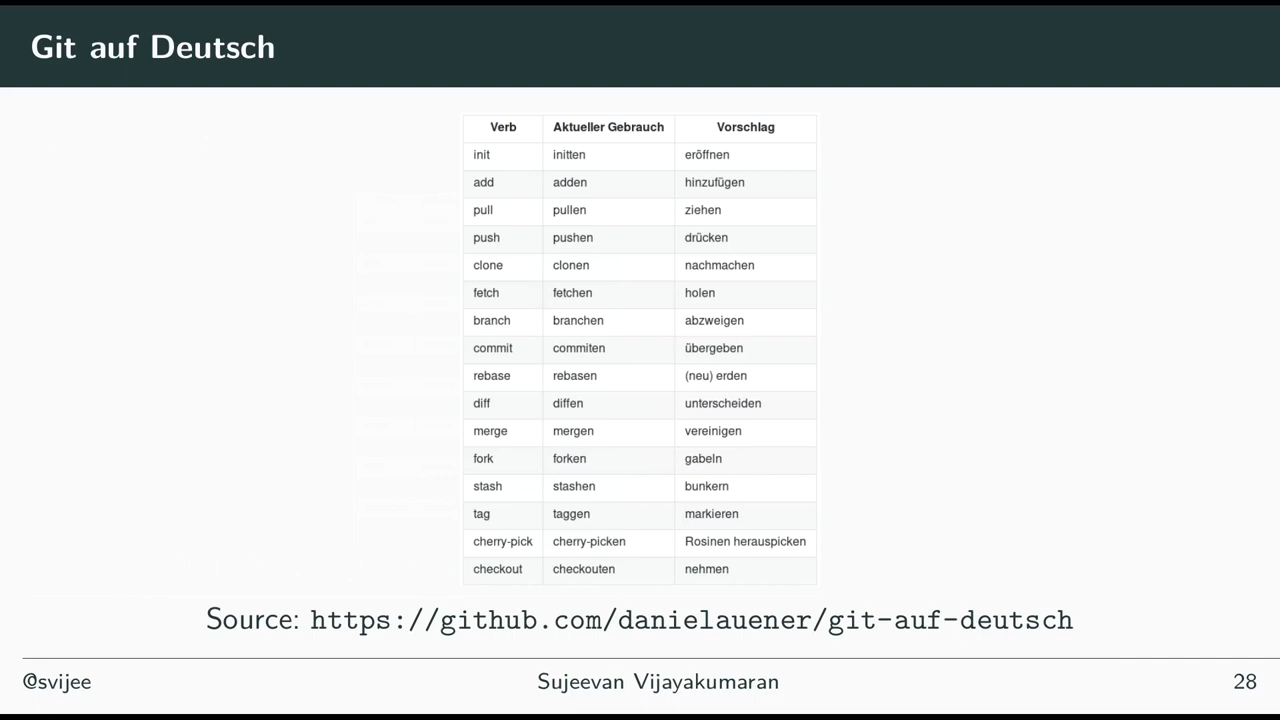 Git auf Deutsch
Verb Aktueller Gebrauch Vorschlag
init initten eröffnen
add adden hinzufügen
pull pullen ziehen
push pushen drücken
clone clonen nachmachen
fetch fetchen holen
branch branchen abzweigen
commit commiten übergeben
rebase rebasen (neu) erden
diff diffen unterscheiden
merge mergen vereinigen
fork forken gabeln
stash stashen bunkern
tag taggen markieren
cherry-pick cherry-picken Rosinen herauspicken
checkout checkouten nehmen
Source: https://github.com/danielauener/git-auf-deutsch
@svijee Sujeevan Vijayakumaran 28